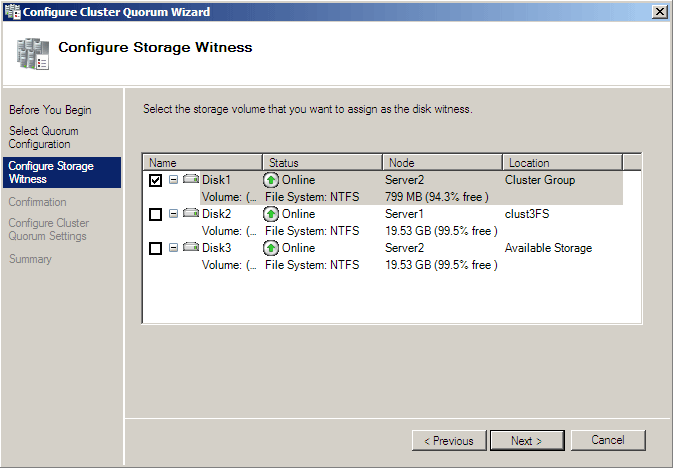 Configure Cluster Quorum Wizard
Configure Storage Witness
Before You Begin
Select Quorum
Configuration
Configure Storage
Witness
Confirmation
Configure Cluster
Quorum Settings
Summary
Select the storage volume that you want to assign as the disk witness.
Name Status Node Location
Disk1 Online Server2 Cluster Group
Volume: (... File System: NTFS 799 MB (94.3% free )
Disk2 Online Server1 clust3FS
Volume: (... File System: NTFS 19.53 GB (99.5% free )
Disk3 Online Server2 Available Storage
Volume: (... File System: NTFS 19.53 GB (99.5% free )
< Previous Next > Cancel